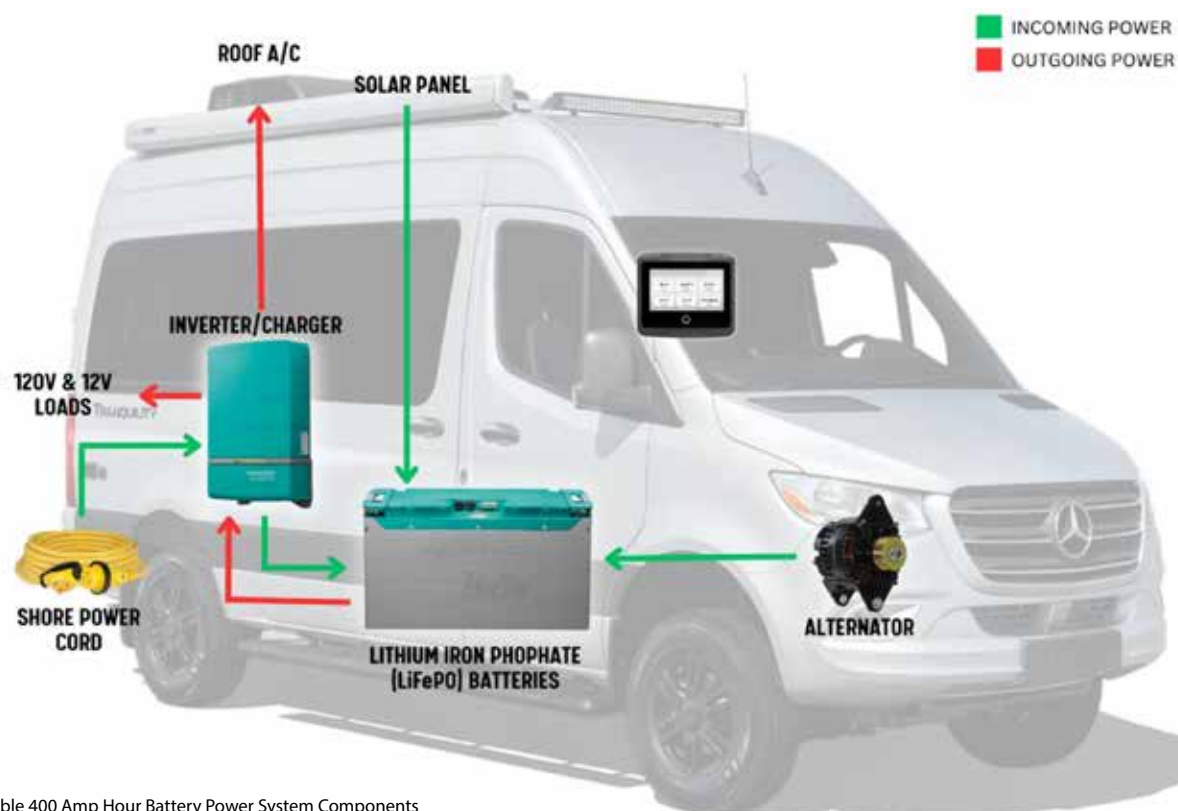 INCOMING POWER
OUTGOING POWER
ROOF A/C
SOLAR PANEL
INVERTER/CHARGER
120V & 12V
LOADS
TRANQUILITY
SHORE POWER
CORD
LITHIUM IRON PHOPHATE
(LiFePO) BATTERIES
ALTERNATOR
ble 400 Amp Hour Battery Power System Components